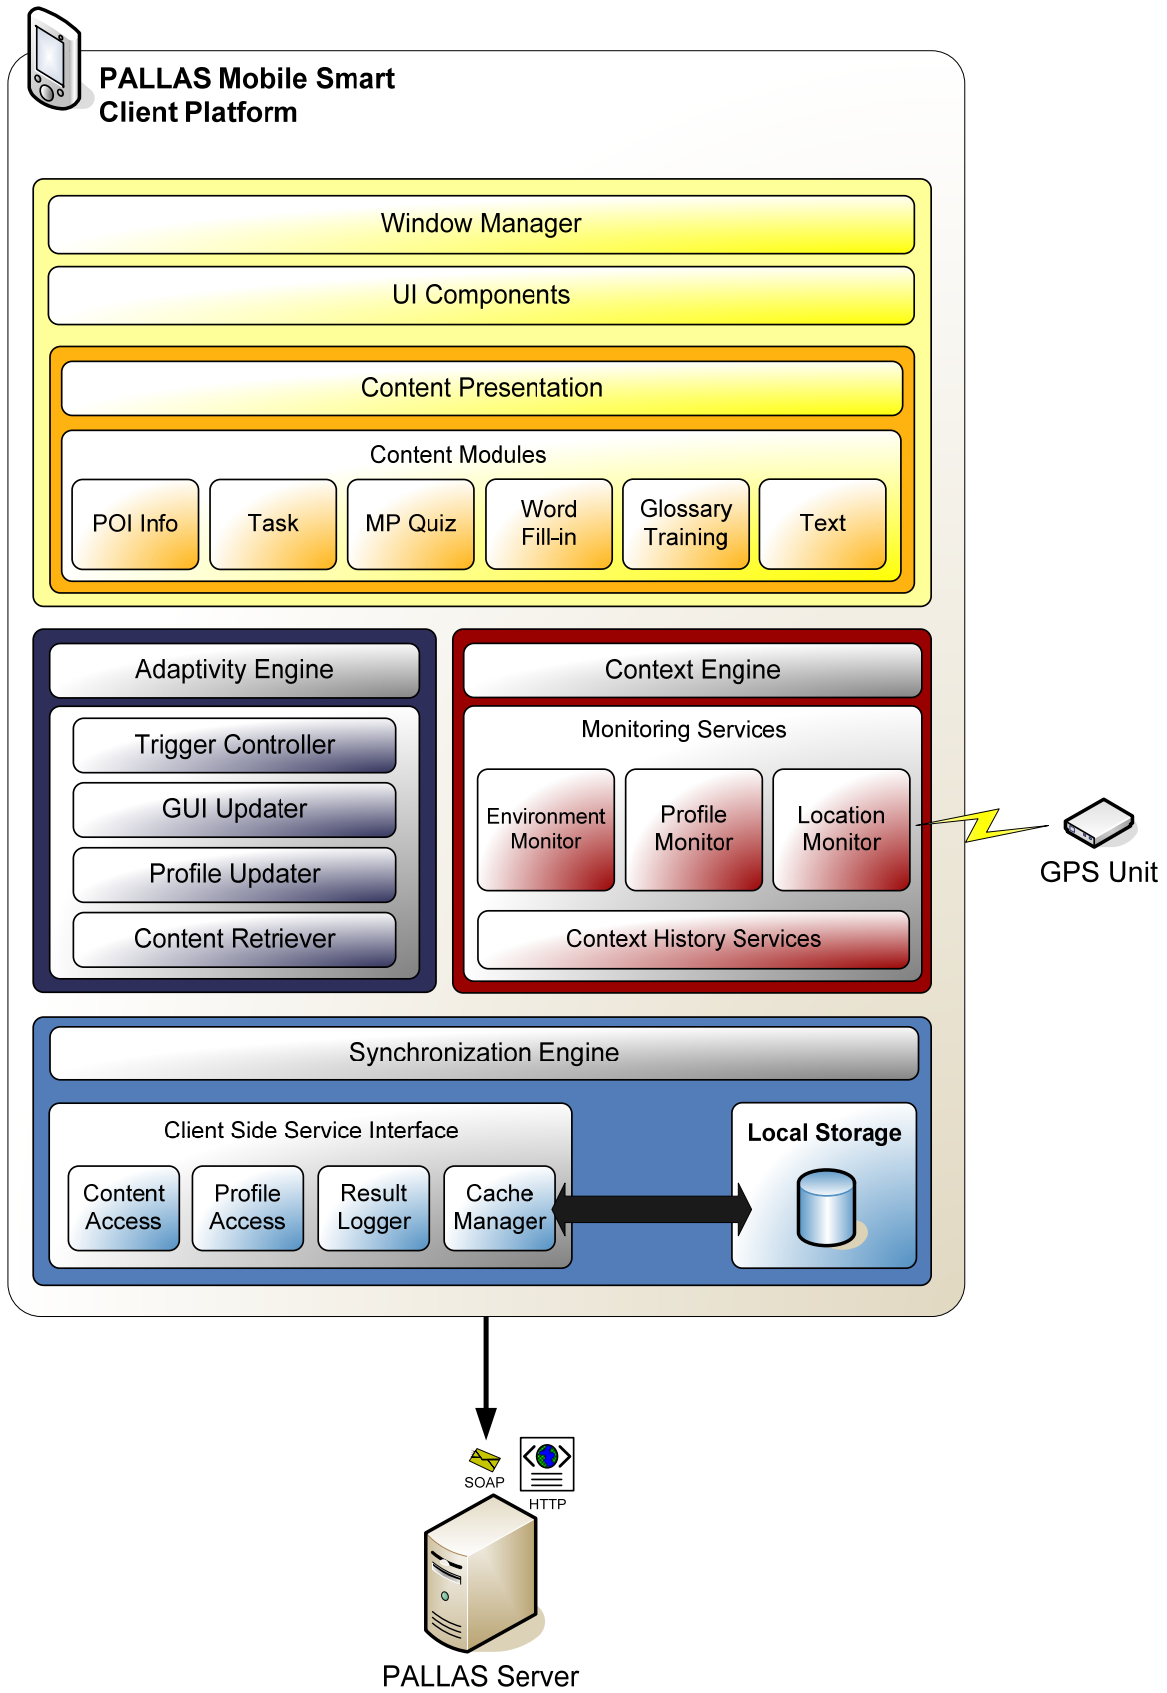 PALLAS Mobile Smart
Client Platform
Window Manager
UI Components
Content Presentation
Content Modules
POI Info
Task
MP Quiz
Word
Fill-in
Glossary
Training
Text
Adaptivity Engine
Trigger Controller
GUI Updater
Profile Updater
Content Retriever
Context Engine
Monitoring Services
Environment
Monitor
Profile
Monitor
Location
Monitor
Context History Services
GPS Unit
Synchronization Engine
Client Side Service Interface
Content
Access
Profile
Access
Result
Logger
Cache
Manager
Local Storage
SOAP
HTTP
PALLAS Server